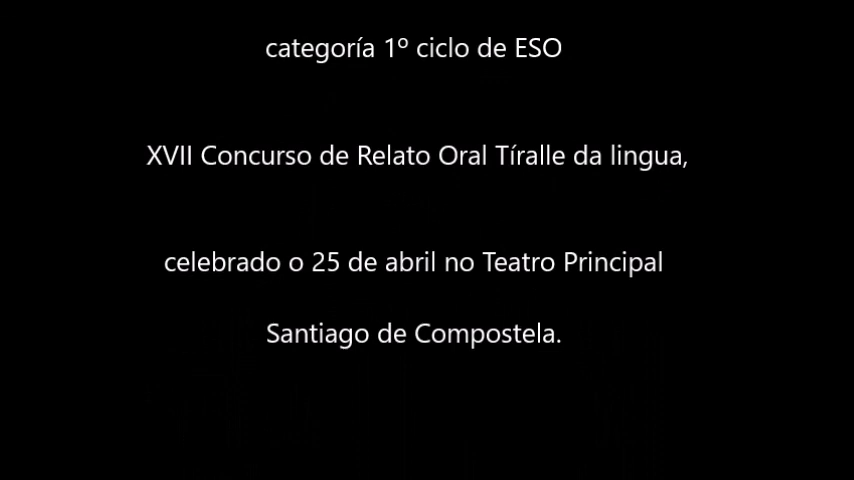 categoría 1º ciclo de ESO
XVII Concurso de Relato Oral Tíralle da lingua,
celebrado o 25 de abril no Teatro Principal
Santiago de Compostela.